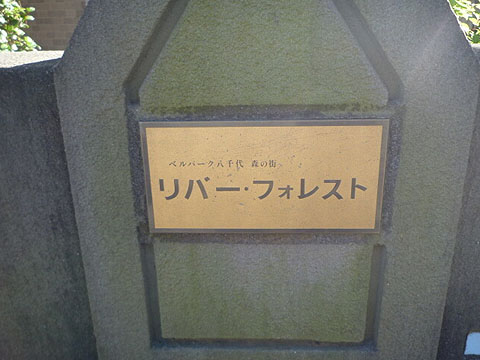 ベルパーク八千代 森の街
リバー・フォレスト